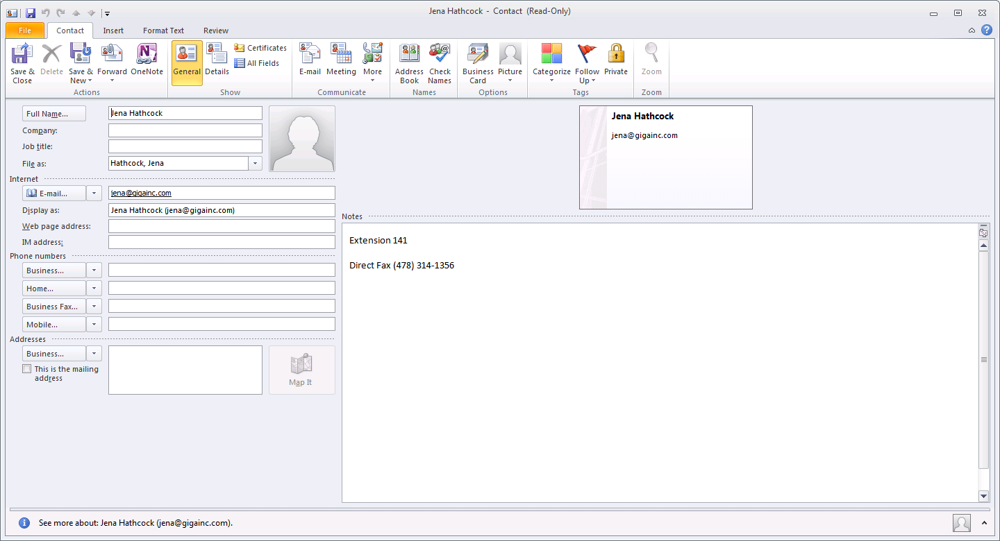 Jena Hathcock - Contact (Read-Only)
File Contact Insert Format Text Review
Save & Close Delete Save & New Forward OneNote
General Details Certificates All Fields
E-mail Meeting More
Address Book Check Names
Business Card Picture
Categorize Follow Up Private
Zoom
Actions Show Communicate Names Options Tags Zoom
Full Name... Jena Hathcock
Company:
Job title:
File as: Hathcock, Jena
Internet
E-mail... jena@gigainc.com
Display as: Jena Hathcock (jena@gigainc.com)
Web page address:
IM address:
Phone numbers
Business...
Home...
Business Fax...
Mobile...
Addresses
Business...
This is the mailing
address
Map It
Jena Hathcock
jena@gigainc.com
Notes
Extension 141
Direct Fax (478) 314-1356
See more about: Jena Hathcock (jena@gigainc.com).